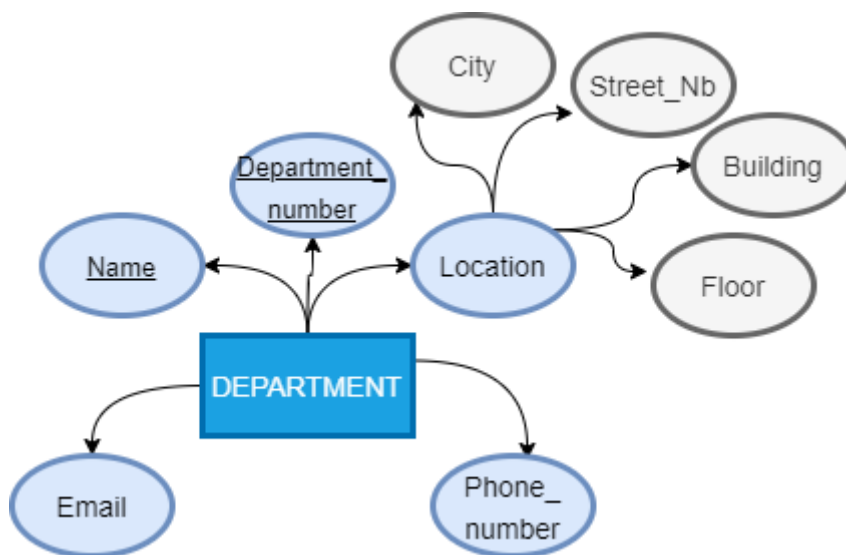 City
Street_Nb
Department_
number
Building
Name
Location
Floor
DEPARTMENT
Email
Phone_
number